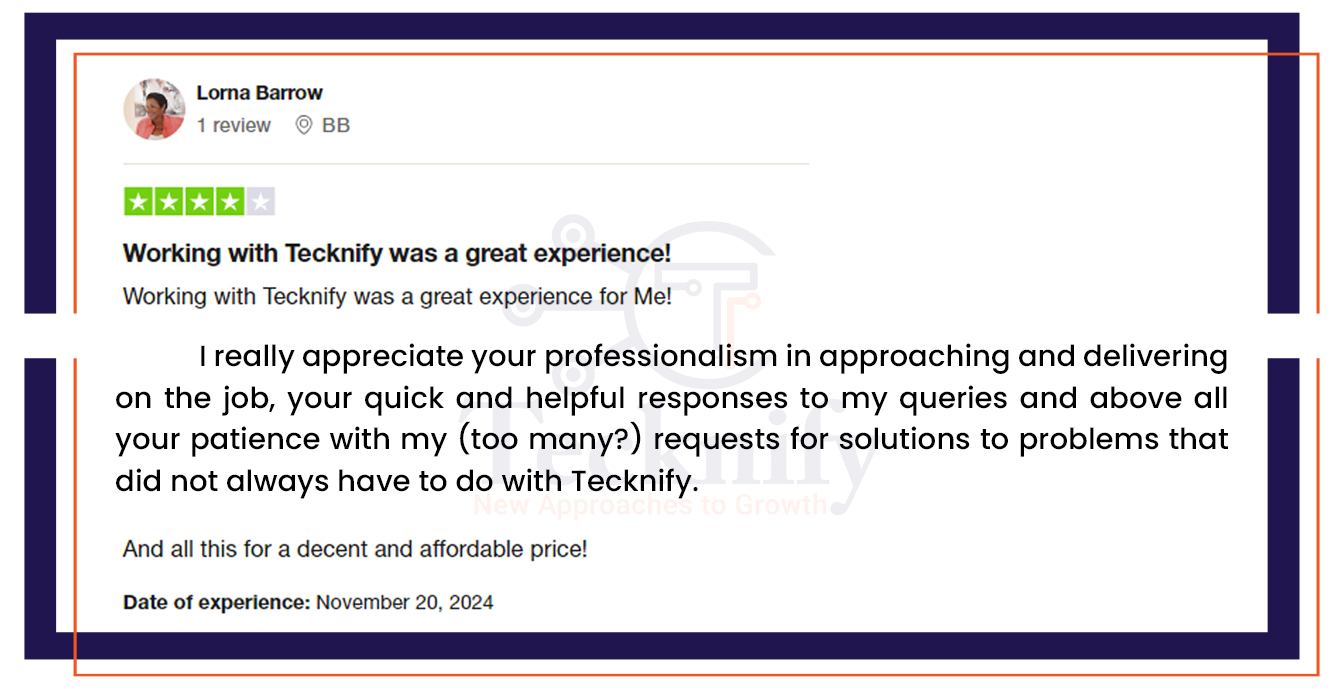 Lorna Barrow
1 review BB
Working with Tecknify was a great experience!
Working with Tecknify was a great experience for Me!
I really appreciate your professionalism in approaching and delivering
on the job, your quick and helpful responses to my queries and above all
your patience with my (too many?) requests for solutions to problems that
did not always have to do with Tecknify.
Tecknify
New Approaches to Growth
And all this for a decent and affordable price!
Date of experience: November 20, 2024